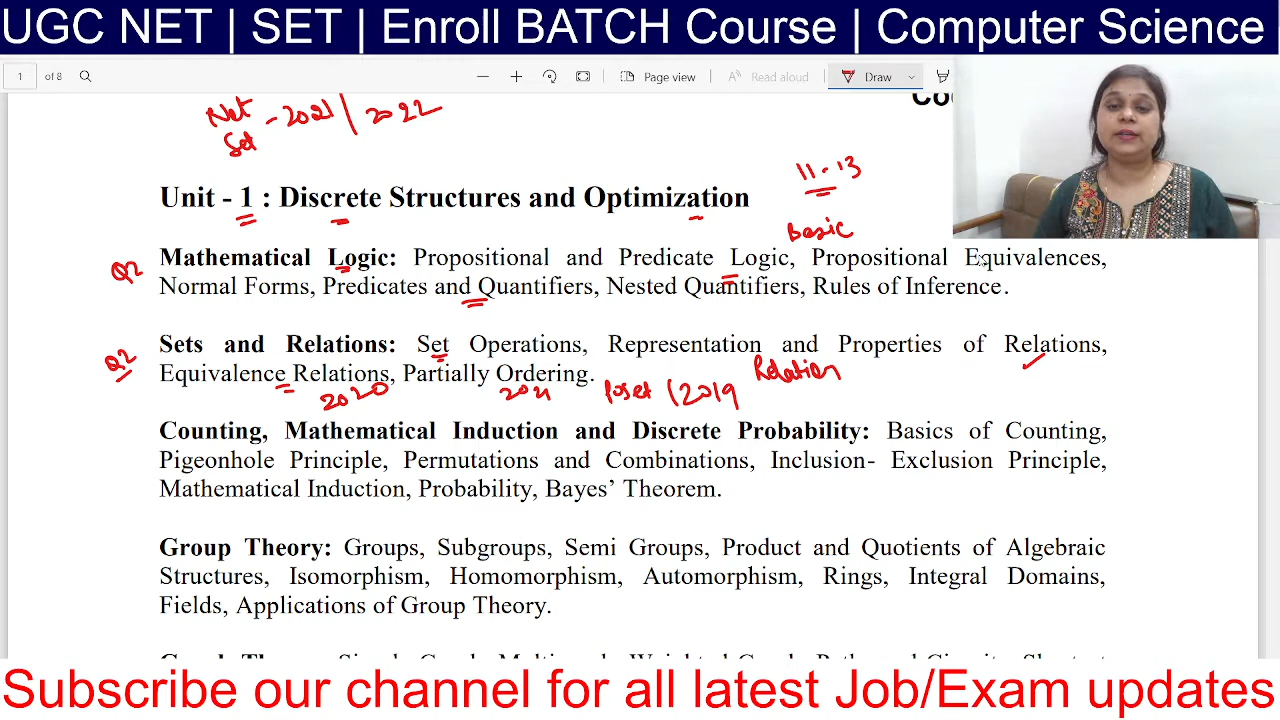 UGC NET | SET | Enroll BATCH Course | Computer Science
1 of 8 Page view Read aloud Draw
Net
Set - 2021 / 2022
11 - 13
Unit - 1 : Discrete Structures and Optimization
Basic
Q2 Mathematical Logic: Propositional and Predicate Logic, Propositional Equivalences,
Normal Forms, Predicates and Quantifiers, Nested Quantifiers, Rules of Inference.
Q2 Sets and Relations: Set Operations, Representation and Properties of Relations,
Equivalence Relations, Partially Ordering.
2020 2021 Poset / 2019 Relation
Counting, Mathematical Induction and Discrete Probability: Basics of Counting,
Pigeonhole Principle, Permutations and Combinations, Inclusion- Exclusion Principle,
Mathematical Induction, Probability, Bayes’ Theorem.
Group Theory: Groups, Subgroups, Semi Groups, Product and Quotients of Algebraic
Structures, Isomorphism, Homomorphism, Automorphism, Rings, Integral Domains,
Fields, Applications of Group Theory.
Subscribe our channel for all latest Job/Exam updates